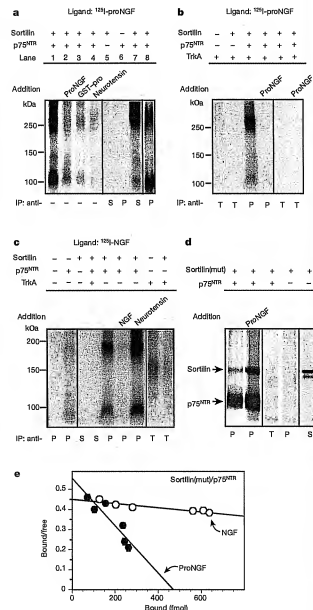 a
Ligand: ¹²⁵I-proNGF
Sortilin + + + + + − + +
p75NTR + + + + − + + +
Lane 1 2 3 4 5 6 7 8
Addition ProNGF GST-pro Neurotensin
kDa
250
150
100
IP: anti- − − − − S P S P
b
Ligand: ¹²⁵I-proNGF
Sortilin − + + + + +
p75NTR − − + + + +
TrkA + + + + + +
Addition ProNGF ProNGF
kDa
250
150
100
IP: anti- T T P P T T
c
Ligand: ¹²⁵I-NGF
Sortilin
p75NTR
TrkA
Addition NGF Neurotensin
kDa
200
150
100
IP: anti- P P S S P P P T T
d
Sortilin(mut) + + + + +
p75NTR + + + − −
Addition ProNGF
Sortilin
p75NTR
P P T P S
e
Sortilin(mut)/p75NTR
Bound/free
0.5
0.4
0.3
0.2
0.1
0
NGF
ProNGF
0 200 400 600
Bound (fmol)